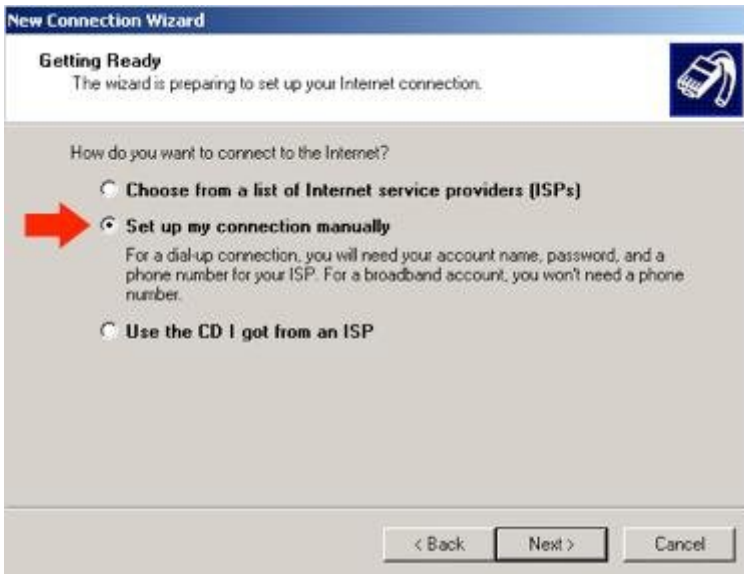 New Connection Wizard
Getting Ready
The wizard is preparing to set up your Internet connection.
How do you want to connect to the Internet?
Choose from a list of Internet service providers (ISPs)
Set up my connection manually
For a dial-up connection, you will need your account name, password, and a
phone number for your ISP. For a broadband account, you won't need a phone
number.
Use the CD I got from an ISP
< Back Next > Cancel